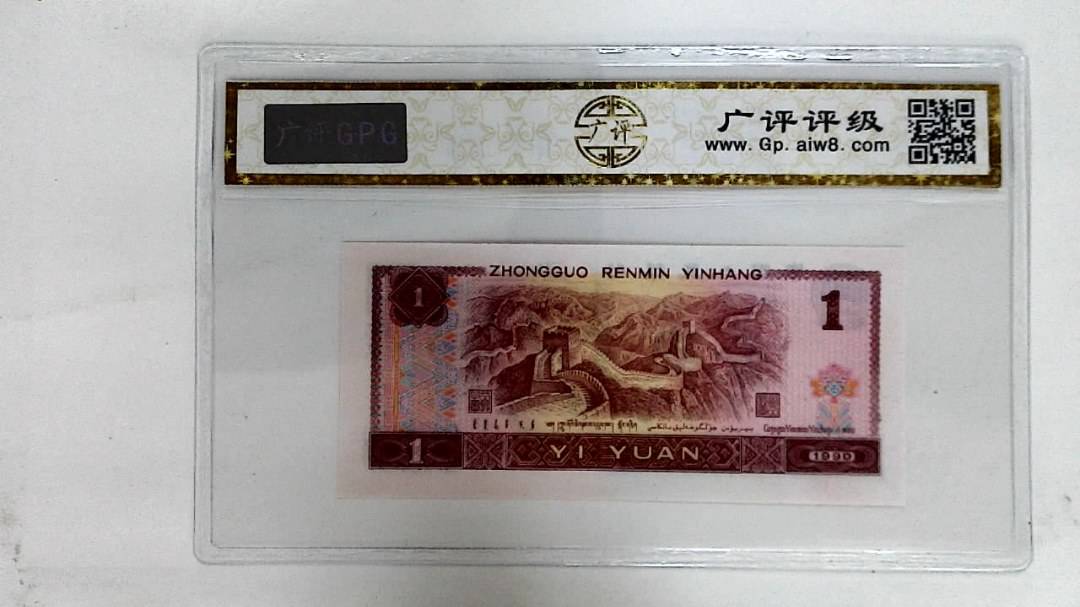 广评GPG
广评
广评评级
www.Gp.aiw8.com
ZHONGGUO RENMIN YINHANG
1
1
1
YI YUAN
1990